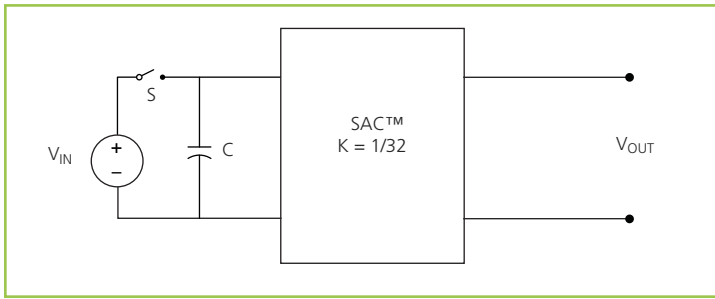 S
V_IN
+
−
C
SAC™
K = 1/32
V_OUT